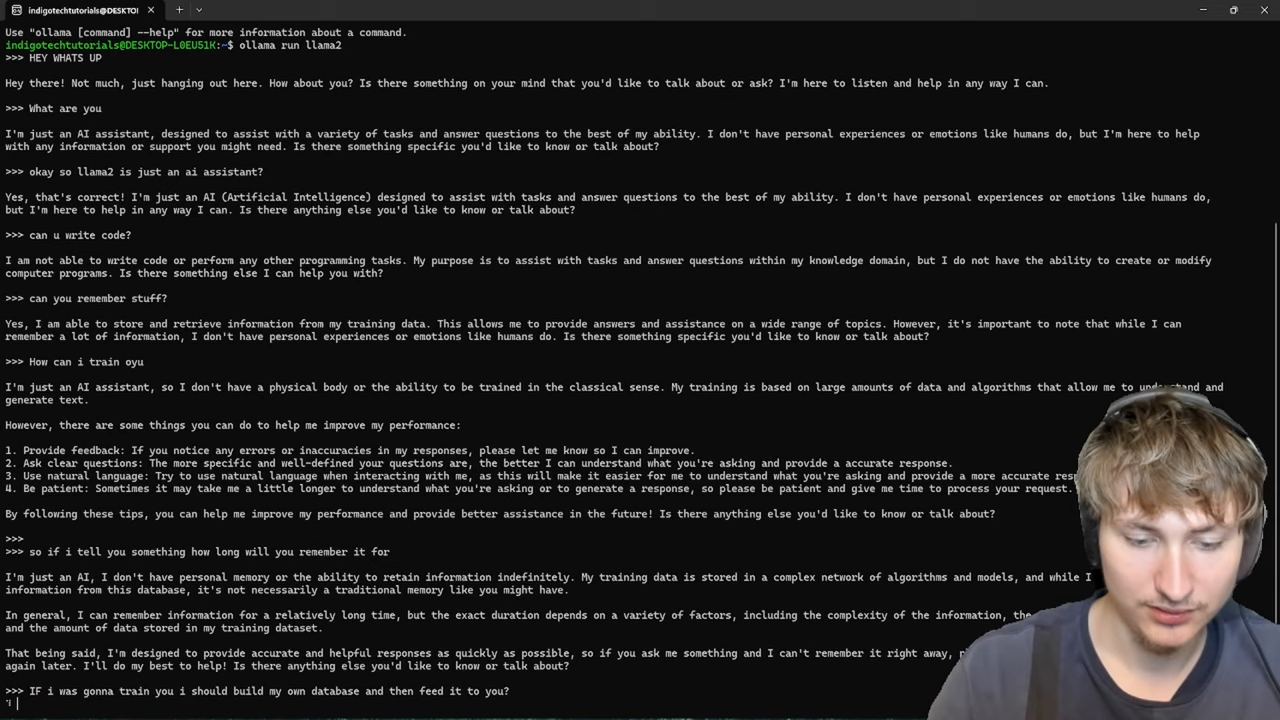 indigotechtutorials@DESKTO
Use "ollama [command] --help" for more information about a command.
indigotechtutorials@DESKTOP-L0EU51K:~$ ollama run llama2
>>> HEY WHATS UP
Hey there! Not much, just hanging out here. How about you? Is there something on your mind that you'd like to talk about or ask? I'm here to listen and help in any way I can.
>>> What are you
I'm just an AI assistant, designed to assist with a variety of tasks and answer questions to the best of my ability. I don't have personal experiences or emotions like humans do, but I'm here to help
with any information or support you might need. Is there something specific you'd like to know or talk about?
>>> okay so llama2 is just an ai assistant?
Yes, that's correct! I'm just an AI (Artificial Intelligence) designed to assist with tasks and answer questions to the best of my ability. I don't have personal experiences or emotions like humans do,
but I'm here to help in any way I can. Is there anything else you'd like to know or talk about?
>>> can u write code?
I am not able to write code or perform any other programming tasks. My purpose is to assist with tasks and answer questions within my knowledge domain, but I do not have the ability to create or modify
computer programs. Is there something else I can help you with?
>>> can you remember stuff?
Yes, I am able to store and retrieve information from my training data. This allows me to provide answers and assistance on a wide range of topics. However, it's important to note that while I can
remember a lot of information, I don't have personal experiences or emotions like humans do. Is there something specific you'd like to know or talk about?
>>> How can i train oyu
I'm just an AI assistant, so I don't have a physical body or the ability to be trained in the classical sense. My training is based on large amounts of data and algorithms that allow me to understand and
generate text.
However, there are some things you can do to help me improve my performance:
1. Provide feedback: If you notice any errors or inaccuracies in my responses, please let me know so I can improve.
2. Ask clear questions: The more specific and well-defined your questions are, the better I can understand what you're asking and provide a accurate response.
3. Use natural language: Try to use natural language when interacting with me, as this will make it easier for me to understand what you're asking and provide a more accurate
4. Be patient: Sometimes it may take me a little longer to understand what you're asking or to generate a response, so please be patient and give me time to process your request.
By following these tips, you can help me improve my performance and provide better assistance in the future! Is there anything else you'd like to know or talk about?
>>>
>>> so if i tell you something how long will you remember it for
I'm just an AI, I don't have personal memory or the ability to retain information indefinitely. My training data is stored in a complex network of algorithms and models, and while I
information from this database, it's not necessarily a traditional memory like you might have.
In general, I can remember information for a relatively long time, but the exact duration depends on a variety of factors, including the complexity of the information, the
and the amount of data stored in my training dataset.
That being said, I'm designed to provide accurate and helpful responses as quickly as possible, so if you ask me something and I can't remember it right away,
again later. I'll do my best to help! Is there anything else you'd like to know or talk about?
>>> IF i was gonna train you i should build my own database and then feed it to you?